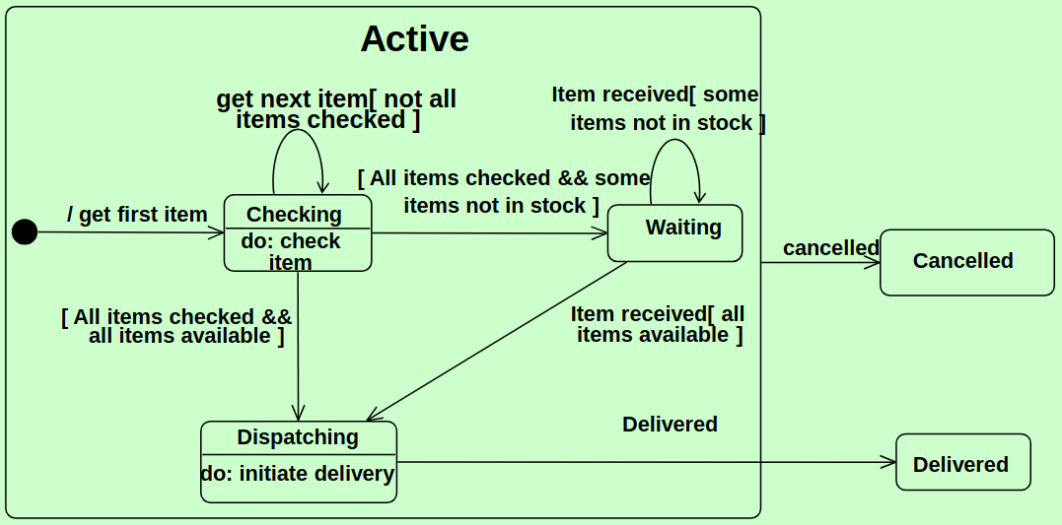 Active
get next item[ not all
items checked ]
Item received[ some
items not in stock ]
[ All items checked && some
items not in stock ]
/ get first item
Checking
do: check
item
Waiting
cancelled
Cancelled
[ All items checked &&
all items available ]
Item received[ all
items available ]
Dispatching
do: initiate delivery
Delivered
Delivered